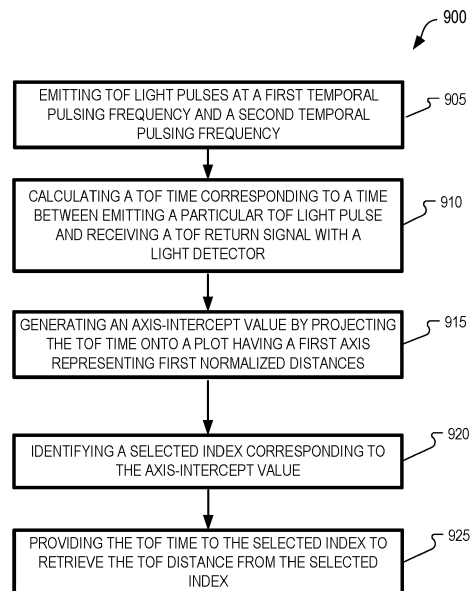 900
EMITTING TOF LIGHT PULSES AT A FIRST TEMPORAL
PULSING FREQUENCY AND A SECOND TEMPORAL
PULSING FREQUENCY
905
CALCULATING A TOF TIME CORRESPONDING TO A TIME
BETWEEN EMITTING A PARTICULAR TOF LIGHT PULSE
AND RECEIVING A TOF RETURN SIGNAL WITH A
LIGHT DETECTOR
910
GENERATING AN AXIS-INTERCEPT VALUE BY PROJECTING
THE TOF TIME ONTO A PLOT HAVING A FIRST AXIS
REPRESENTING FIRST NORMALIZED DISTANCES
915
IDENTIFYING A SELECTED INDEX CORRESPONDING TO
THE AXIS-INTERCEPT VALUE
920
PROVIDING THE TOF TIME TO THE SELECTED INDEX TO
RETRIEVE THE TOF DISTANCE FROM THE SELECTED
INDEX
925